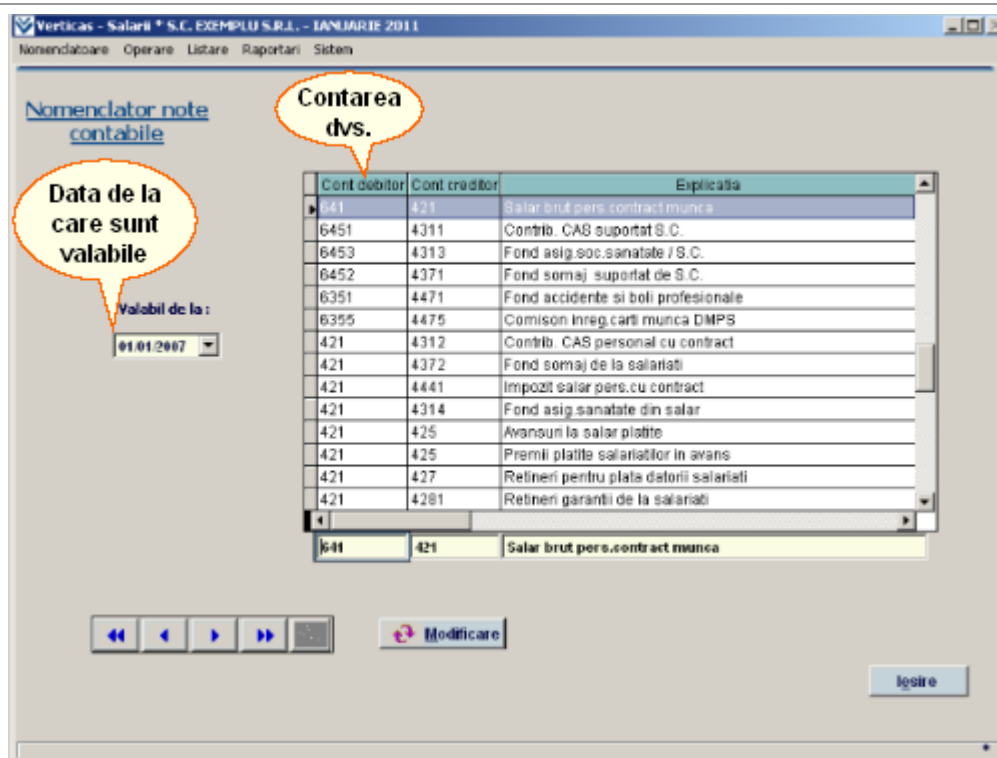 Verticas - Salarii * S.C. EXEMPLU S.R.L. - IANUARIE 2011
Nomenclatoare Operare Listare Raportari Sistem
Nomenclator note
contabile
Contarea
dvs.
Data de la
care sunt
valabile
Valabil de la :
01.01.2007
Cont debitor Cont creditor Explicatia
641 421 Salar brut pers.contract munca
6451 4311 Contrib. CAS suportat S.C.
6453 4313 Fond asig.soc.sanatate / S.C.
6452 4371 Fond somaj suportat de S.C.
6351 4471 Fond accidente si boli profesionale
6355 4475 Comison inreg.carti munca DMPS
421 4312 Contrib. CAS personal cu contract
421 4372 Fond somaj de la salariati
421 4441 Impozit salar pers.cu contract
421 4314 Fond asig.sanatate din salar
421 425 Avansuri la salar platite
421 425 Premii platite salariatilor in avans
421 427 Retineri pentru plata datorii salariati
421 4281 Retineri garantii de la salariati
641 421 Salar brut pers.contract munca
Modificare
Iesire